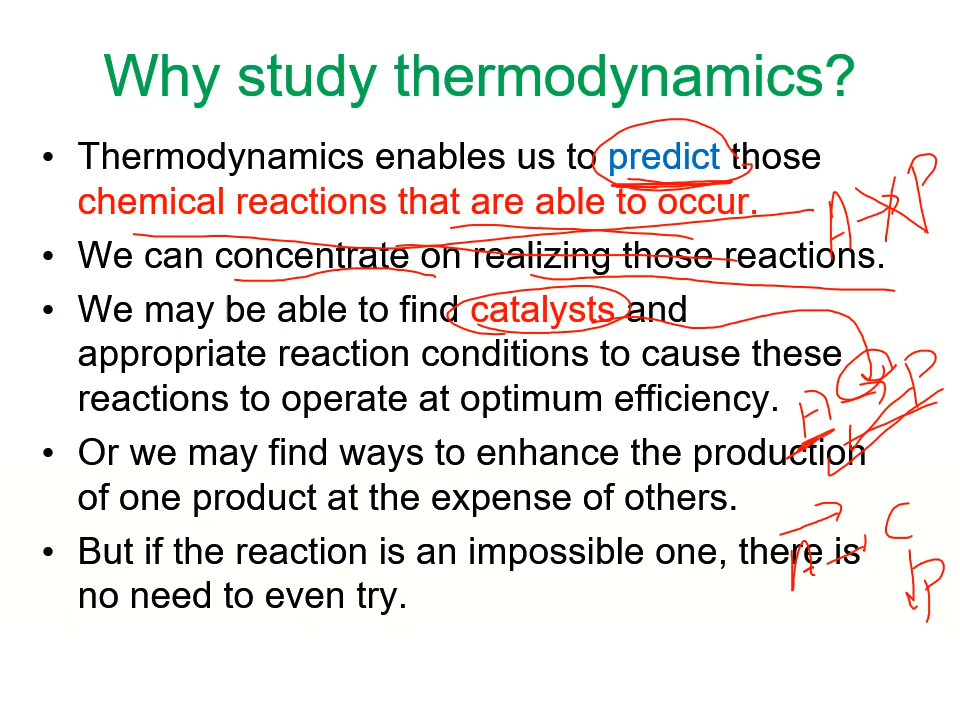 Why study thermodynamics?
• Thermodynamics enables us to predict those
chemical reactions that are able to occur.
A → P
• We can concentrate on realizing those reactions.
• We may be able to find catalysts and
appropriate reaction conditions to cause these
reactions to operate at optimum efficiency.
A → P
• Or we may find ways to enhance the production
of one product at the expense of others.
• But if the reaction is an impossible one, there is
no need to even try.
A → C
P